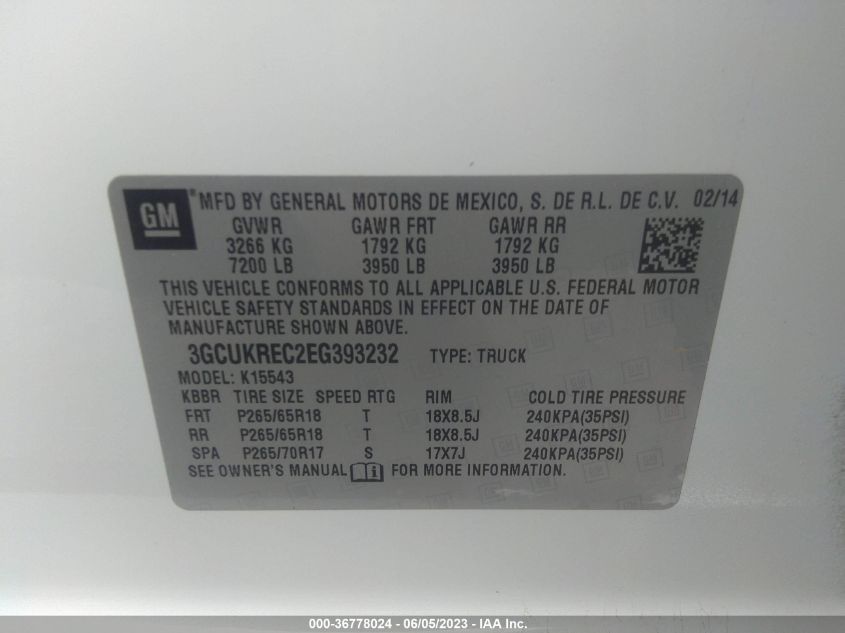 GM ® MFD BY GENERAL MOTORS DE MEXICO, S. DE R.L. DE C.V. 02/14
GVWR GAWR FRT GAWR RR
3266 KG 1792 KG 1792 KG
7200 LB 3950 LB 3950 LB
THIS VEHICLE CONFORMS TO ALL APPLICABLE U.S. FEDERAL MOTOR
VEHICLE SAFETY STANDARDS IN EFFECT ON THE DATE OF
MANUFACTURE SHOWN ABOVE.
3GCUKREC2EG393232 TYPE: TRUCK
MODEL: K15543
KBBR TIRE SIZE SPEED RTG RIM COLD TIRE PRESSURE
FRT P265/65R18 T 18X8.5J 240KPA(35PSI)
RR P265/65R18 T 18X8.5J 240KPA(35PSI)
SPA P265/70R17 S 17X7J 240KPA(35PSI)
SEE OWNER'S MANUAL FOR MORE INFORMATION.
000-36778024 - 06/05/2023 - IAA Inc.